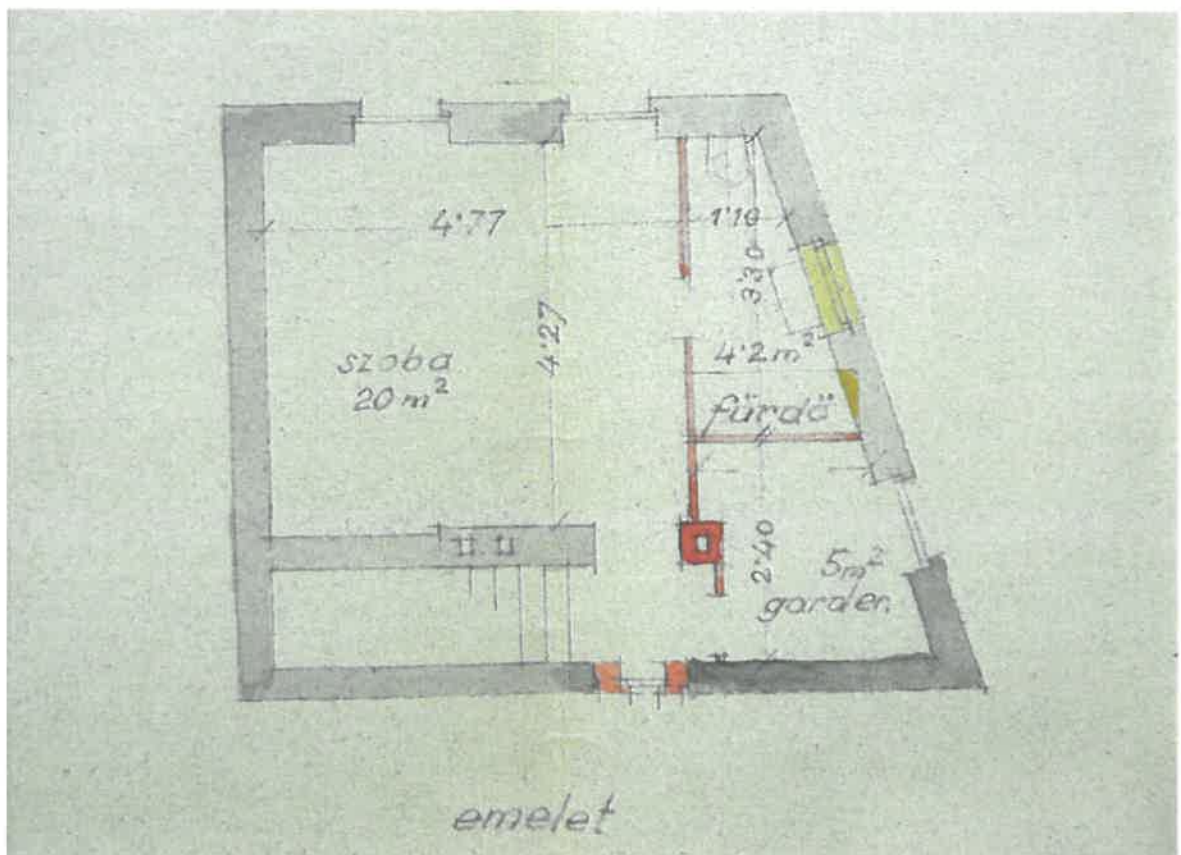 4.77
1.10
3.30
4.27
szoba
20 m²
4.2 m²
fürdő
2.40
5 m²
garder.
emelet